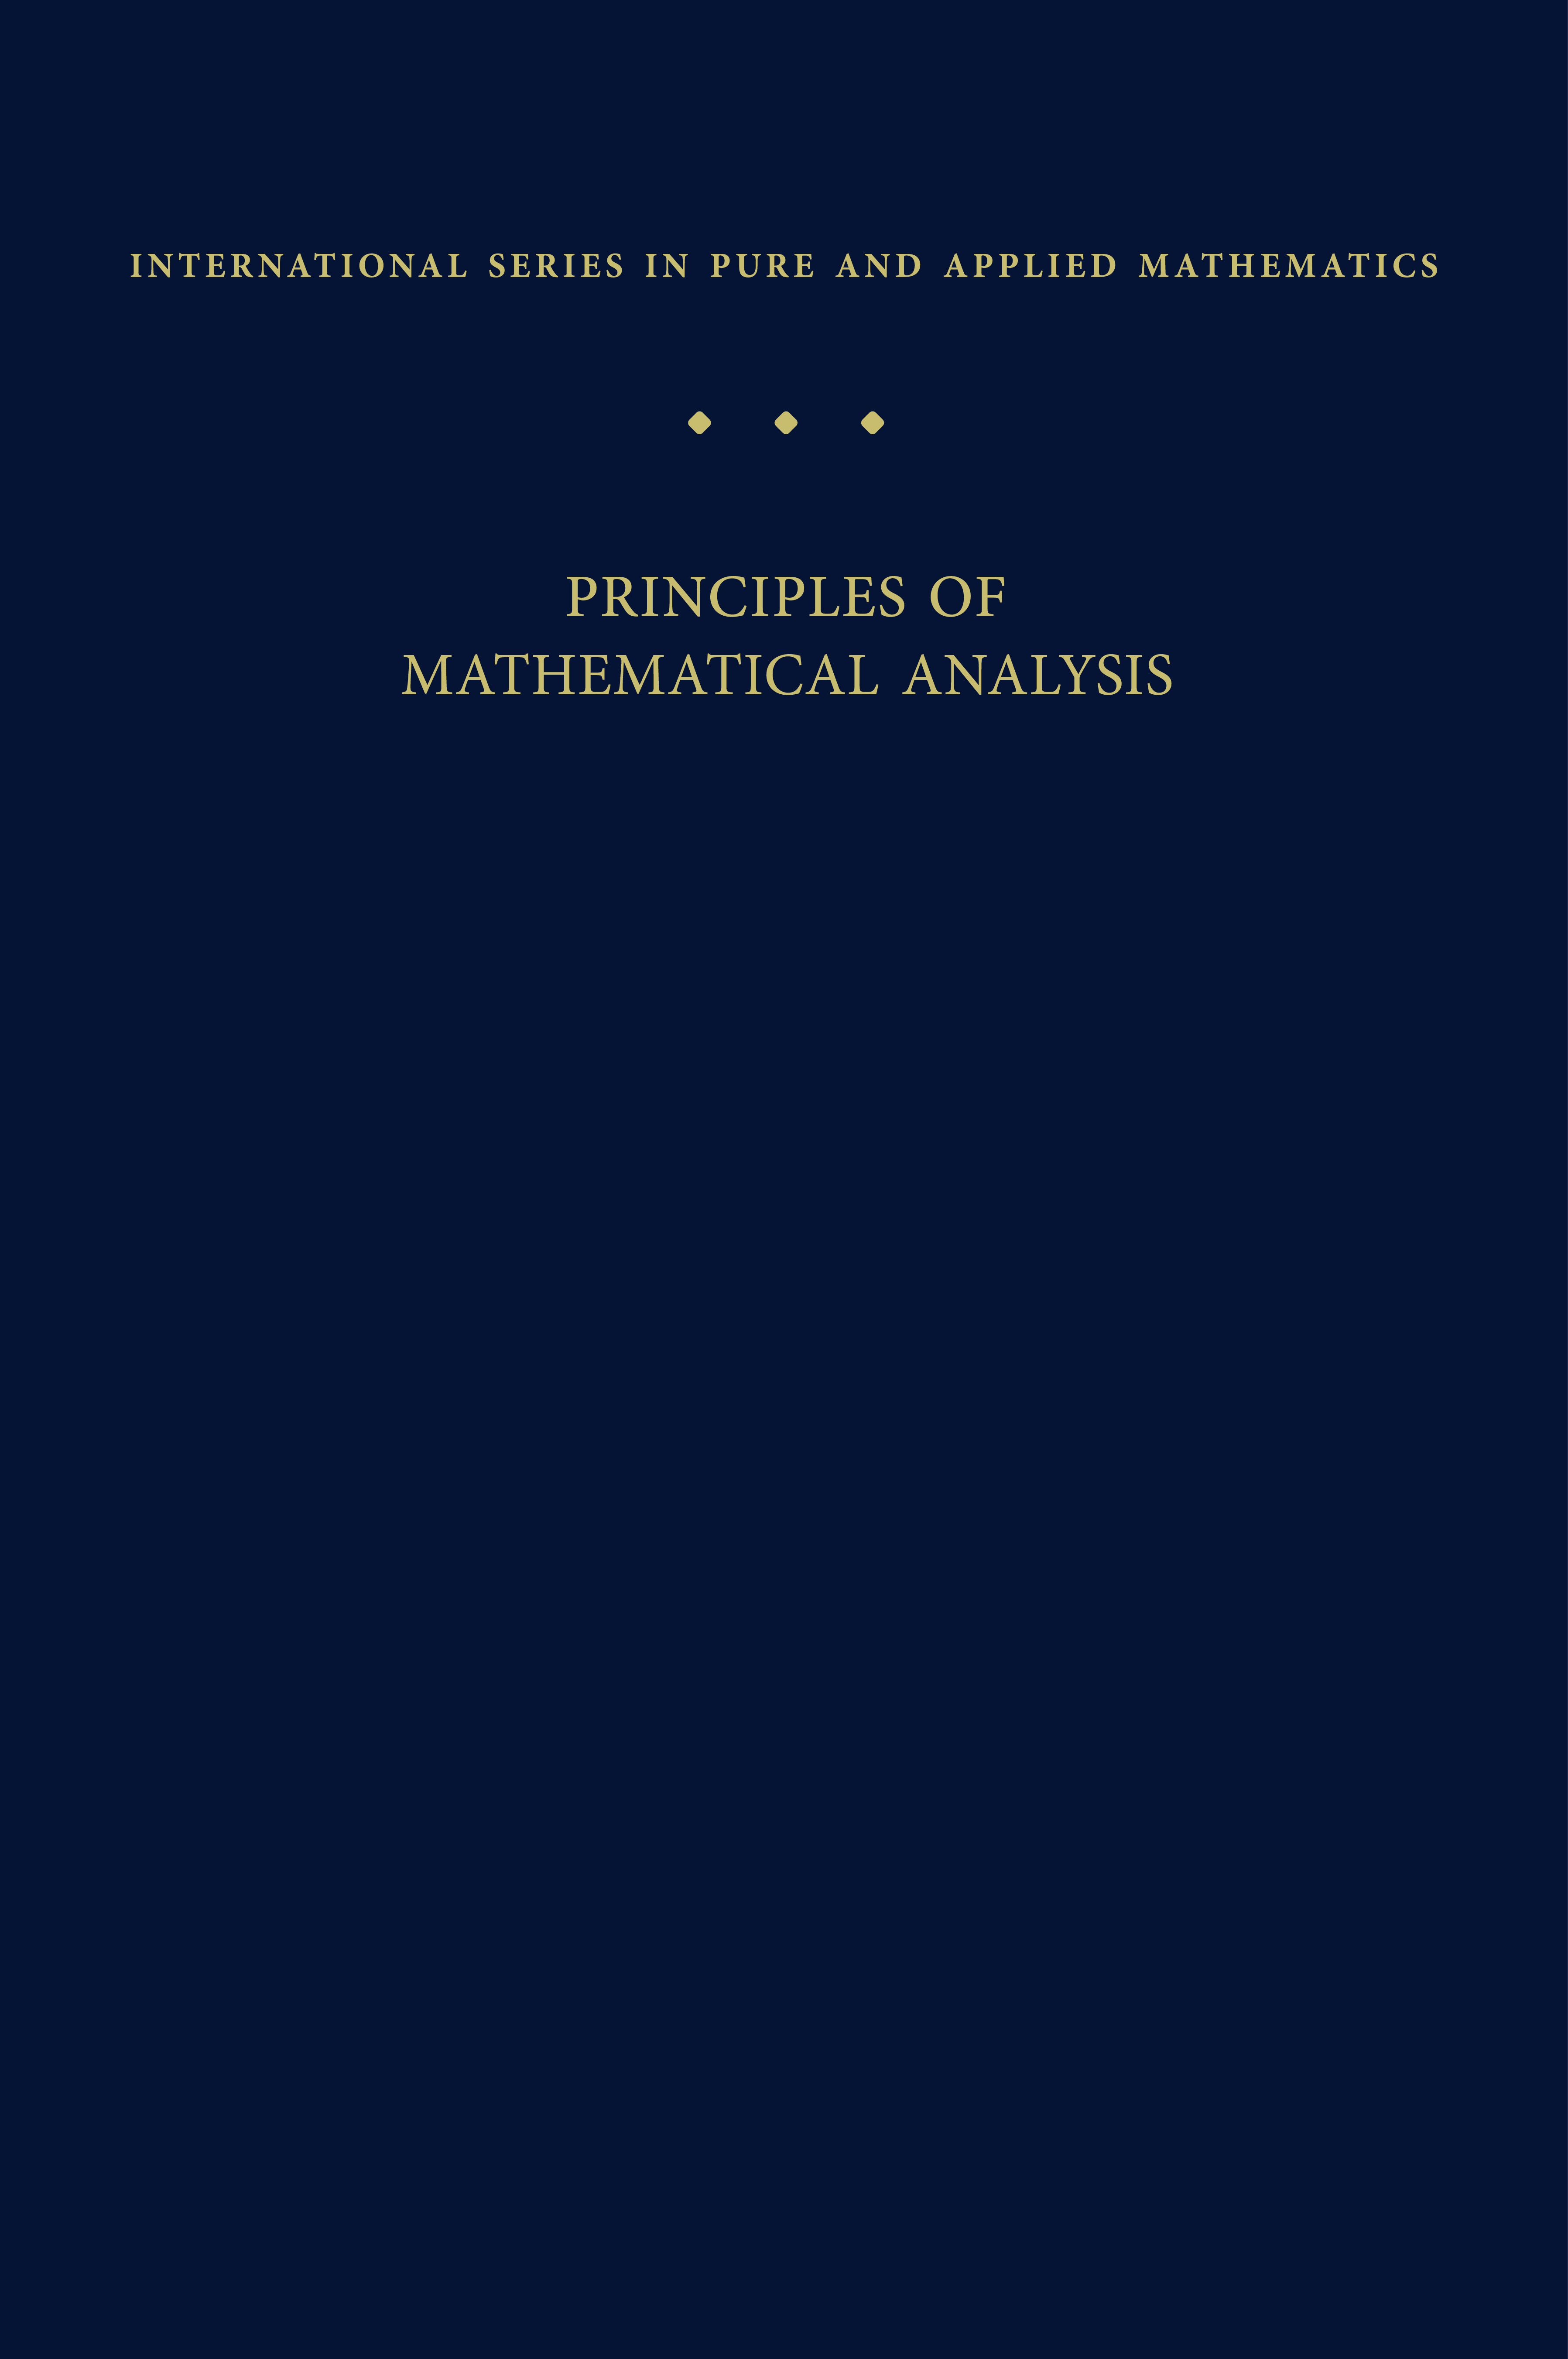 INTERNATIONAL SERIES IN PURE AND APPLIED MATHEMATICS
PRINCIPLES OF
MATHEMATICAL ANALYSIS